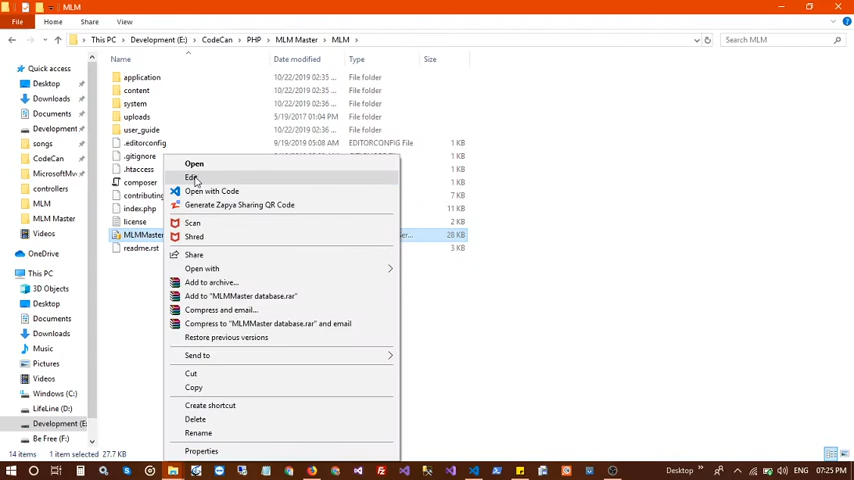 MLM
File Home Share View
This PC Development (E:) CodeCan PHP MLM Master MLM
Search MLM
Name Date modified Type Size
Quick access
Desktop
Downloads
Documents
Development
songs
CodeCan
MicrosoftMv
controllers
MLM
MLM Master
Videos
OneDrive
This PC
3D Objects
Desktop
Documents
Downloads
Music
Pictures
Videos
Windows (C:)
LifeLine (D:)
Development (E:
Be Free (F:)
application 10/22/2019 02:35 ... File folder
content 10/22/2019 02:35 ... File folder
system 10/22/2019 02:36 ... File folder
uploads 5/19/2017 01:04 PM File folder
user_guide 10/22/2019 02:36 ... File folder
.editorconfig 9/19/2019 05:08 AM EDITORCONFIG File 1 KB
.gitignore 1 KB
.htaccess 1 KB
composer 1 KB
contributing 7 KB
index.php 11 KB
license 2 KB
MLMMaster er... 28 KB
readme.rst 3 KB
Open
Edit
Open with Code
Generate Zapya Sharing QR Code
Scan
Shred
Share
Open with
Add to archive...
Add to "MLMMaster database.rar"
Compress and email...
Compress to "MLMMaster database.rar" and email
Restore previous versions
Send to
Cut
Copy
Create shortcut
Delete
Rename
Properties
14 items 1 item selected 27.7 KB
Desktop ENG 07:25 PM